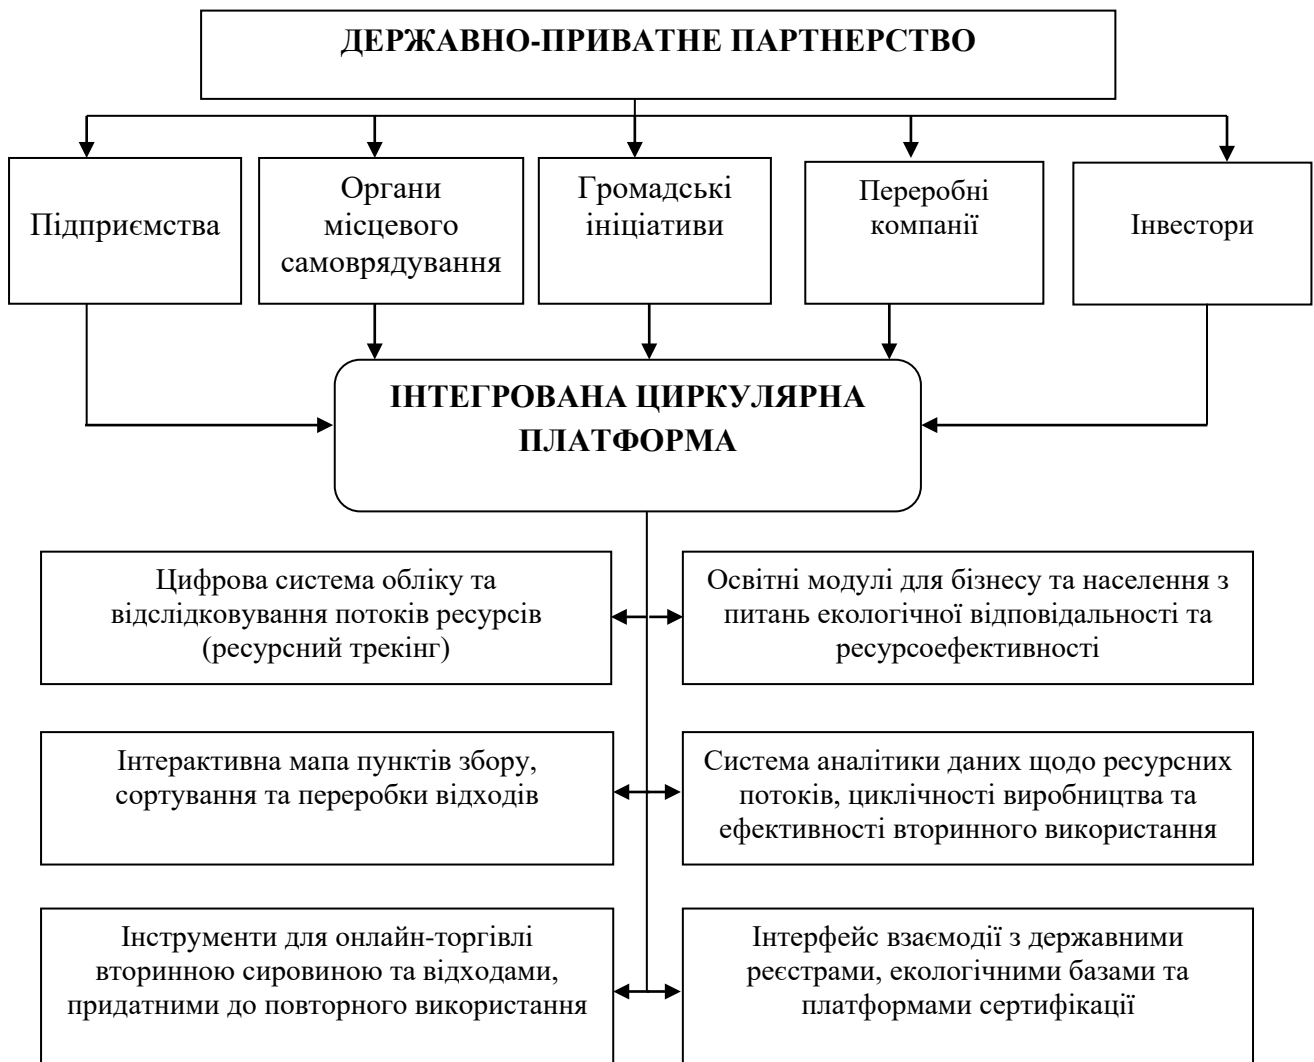 ДЕРЖАВНО-ПРИВАТНЕ ПАРТНЕРСТВО
Підприємства
Органи
місцевого
самоврядування
Громадські
ініціативи
Переробні
компанії
Інвестори
ІНТЕГРОВАНА ЦИРКУЛЯРНА
ПЛАТФОРМА
Цифрова система обліку та
відслідковування потоків ресурсів
(ресурсний трекінг)
Освітні модулі для бізнесу та населення з
питань екологічної відповідальності та
ресурсоефективності
Інтерактивна мапа пунктів збору,
сортування та переробки відходів
Система аналітики даних щодо ресурсних
потоків, циклічності виробництва та
ефективності вторинного використання
Інструменти для онлайн-торгівлі
вторинною сировиною та відходами,
придатними до повторного використання
Інтерфейс взаємодії з державними
реєстрами, екологічними базами та
платформами сертифікації